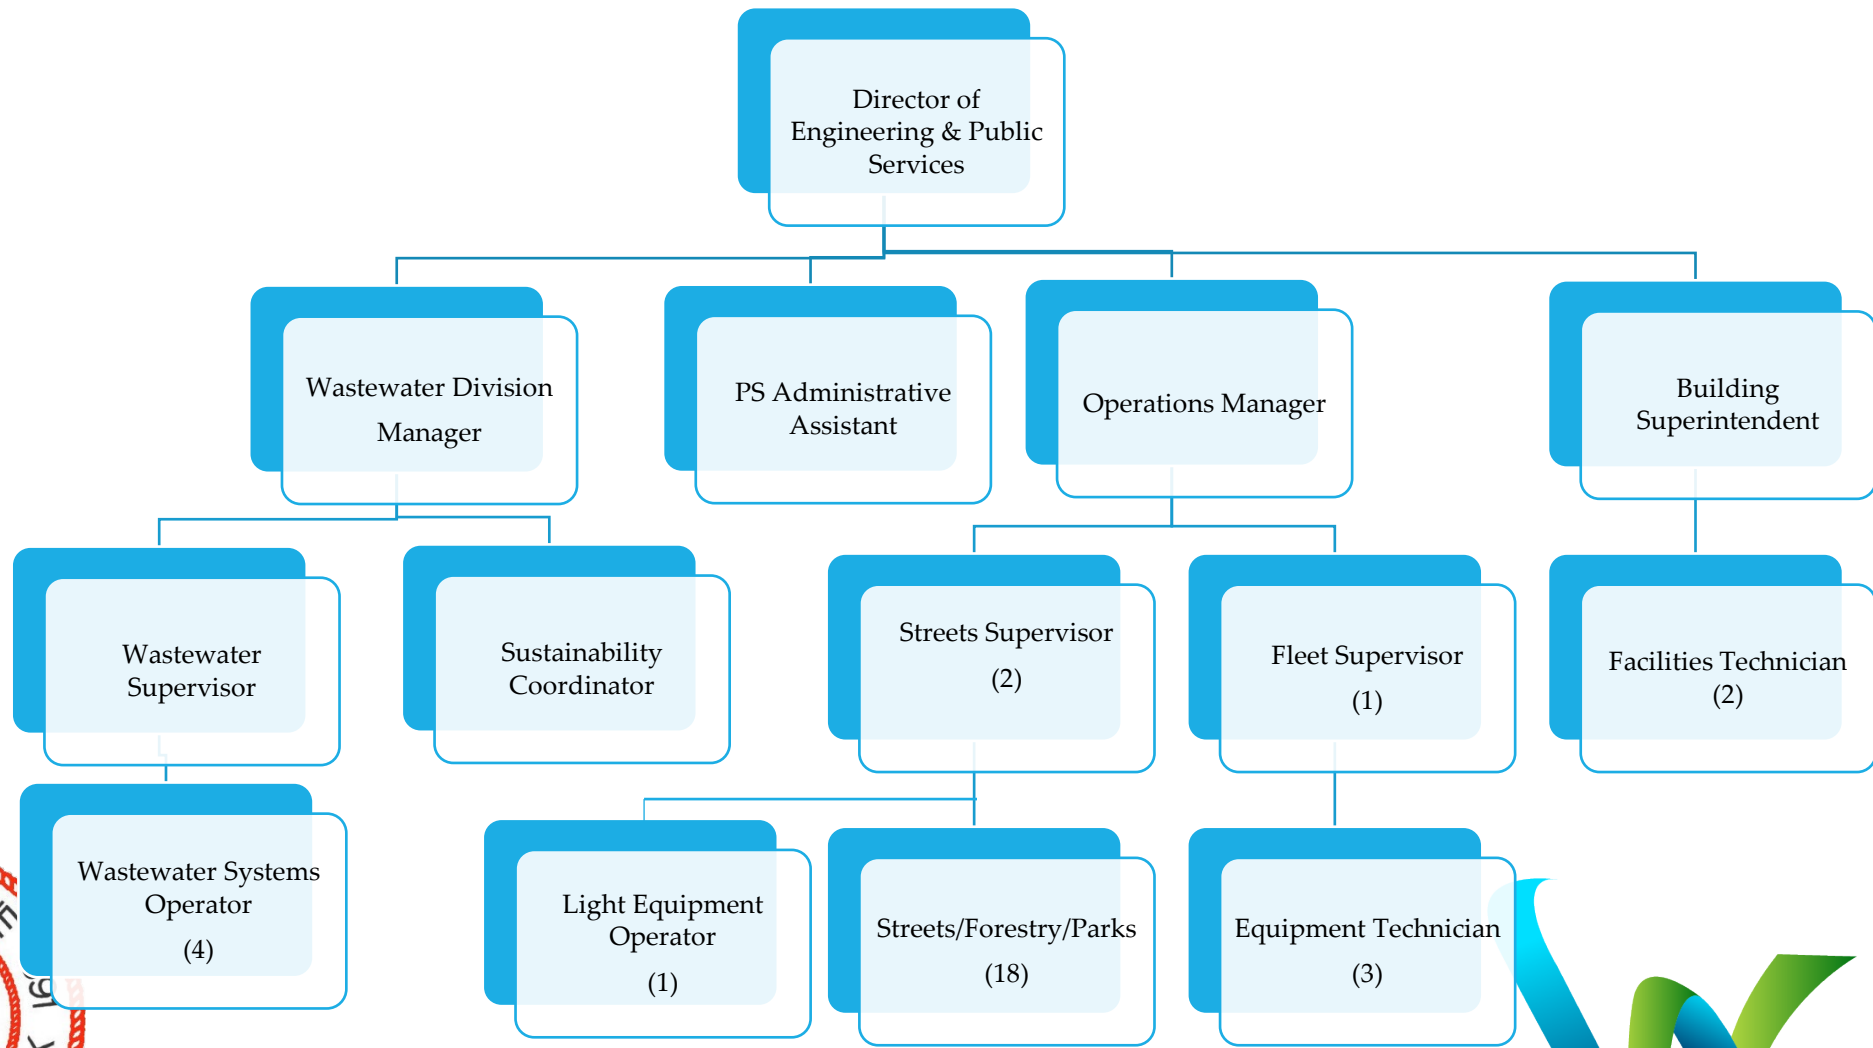 Director of
Engineering & Public
Services
Wastewater Division
Manager
PS Administrative
Assistant
Operations Manager
Building
Superintendent
Wastewater
Supervisor
Sustainability
Coordinator
Streets Supervisor
(2)
Fleet Supervisor
(1)
Facilities Technician
(2)
Wastewater Systems
Operator
(4)
Light Equipment
Operator
(1)
Streets/Forestry/Parks
(18)
Equipment Technician
(3)